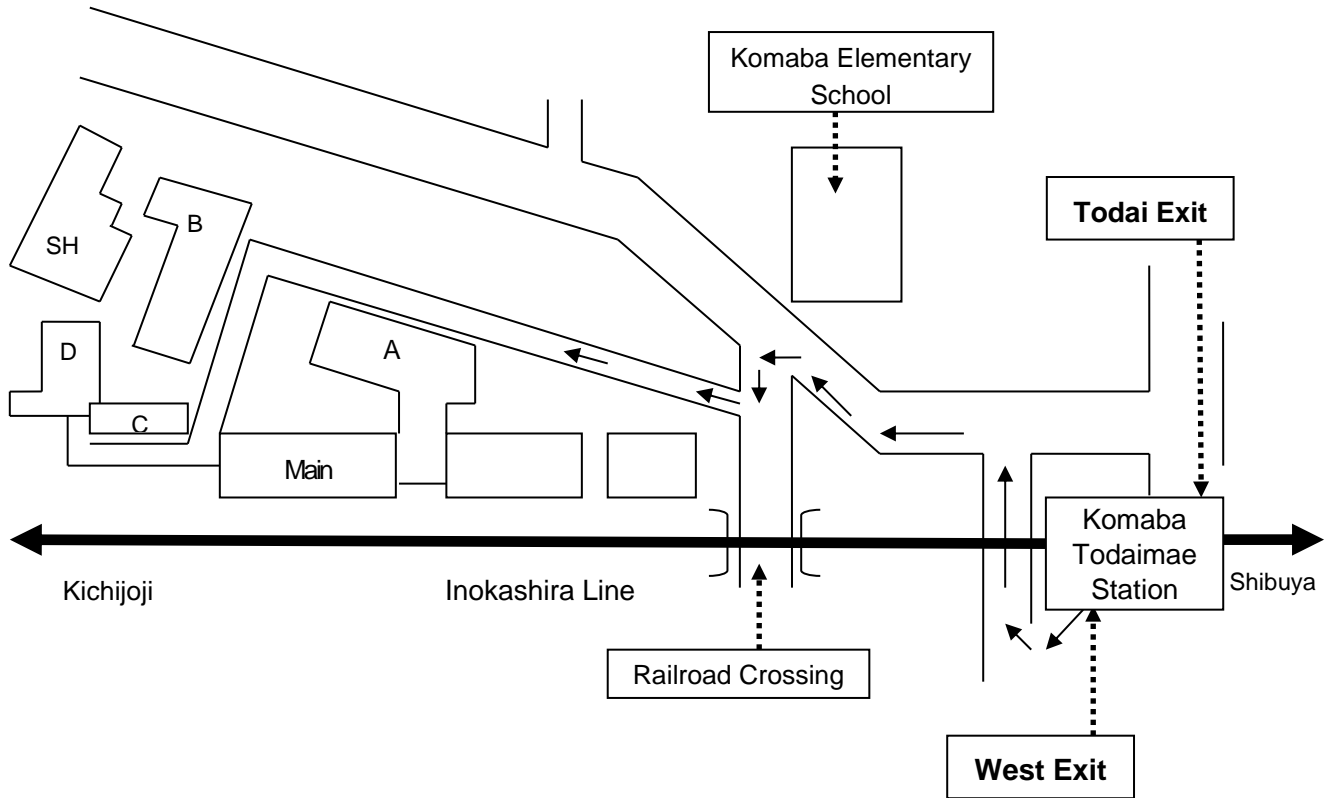 Komaba Elementary
School
Todai Exit
SH
B
D
A
C
Main
Komaba
Todaimae
Station
Kichijoji
Inokashira Line
Shibuya
Railroad Crossing
West Exit